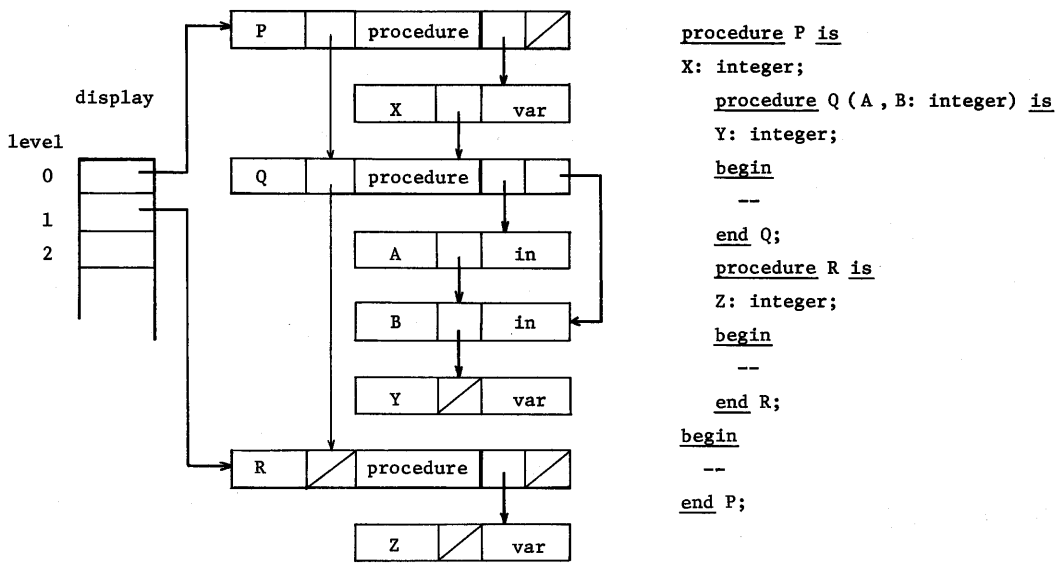 display
level
0
1
2
P procedure
X var
Q procedure
A in
B in
Y var
R procedure
Z var
procedure P is
X: integer;
procedure Q (A , B: integer) is
Y: integer;
begin
--
end Q;
procedure R is
Z: integer;
begin
--
end R;
begin
--
end P;